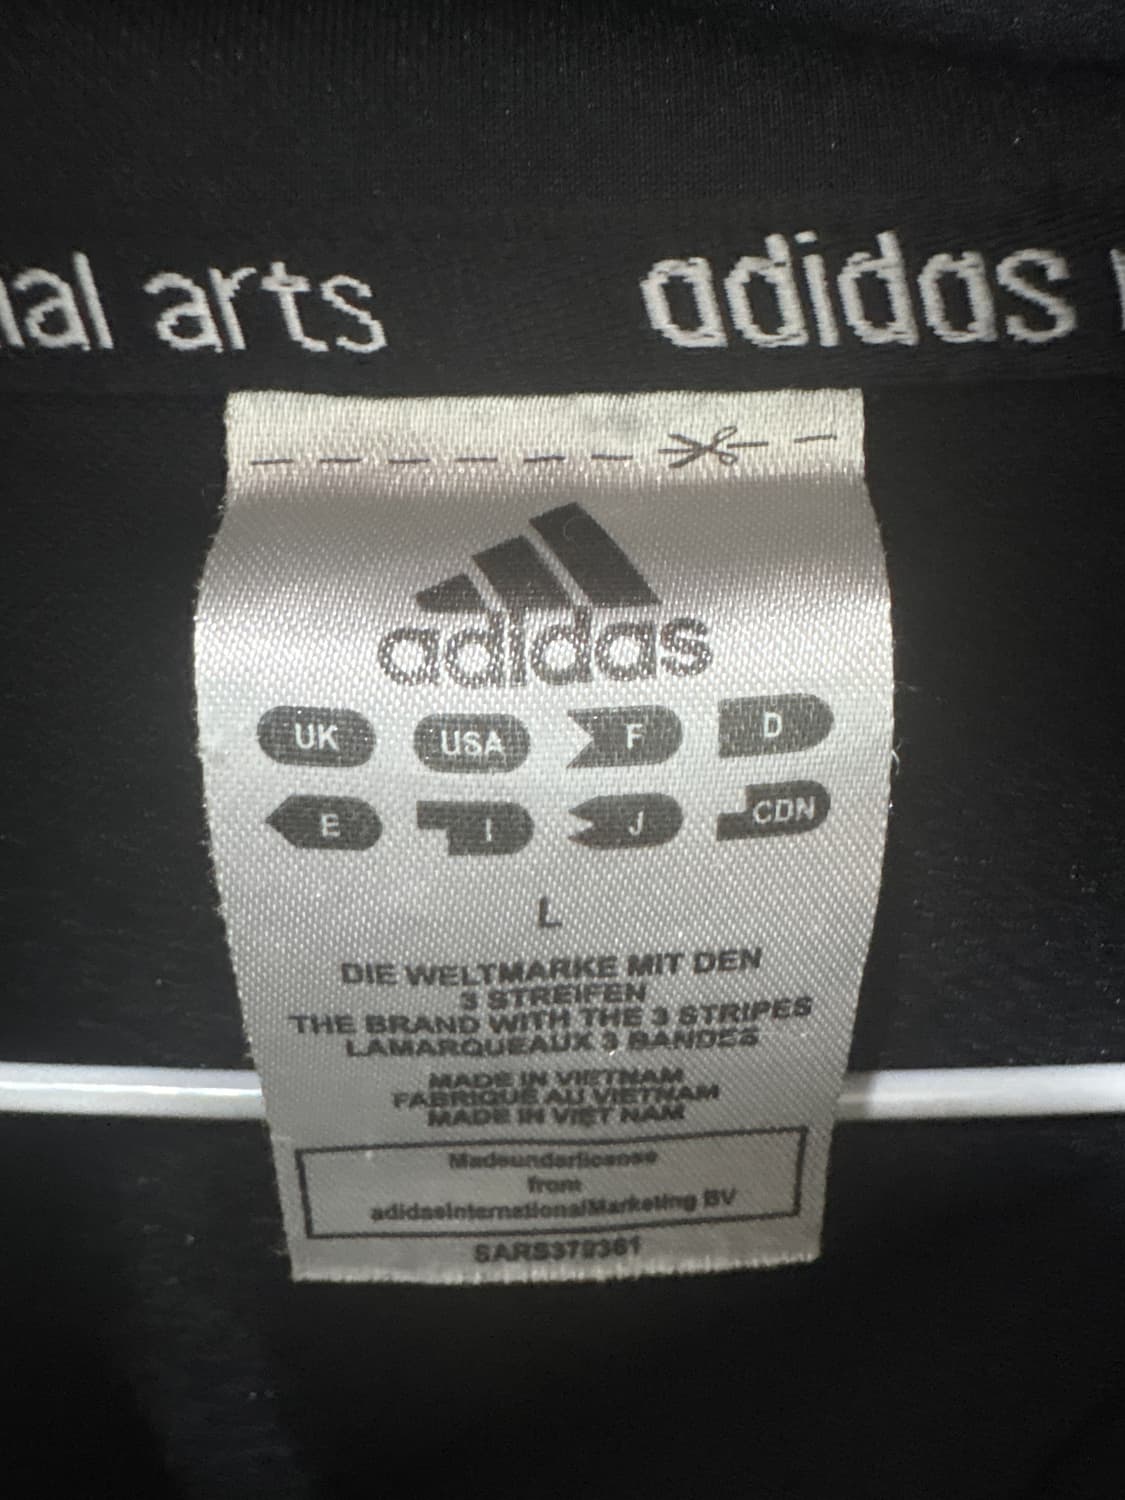 al arts adidas
adidas
UK USA F D
E I J CDN
L
DIE WELTMARKE MIT DEN
3 STREIFEN
THE BRAND WITH THE 3 STRIPES
LAMARQUEAUX 3 BANDES
MADE IN VIETNAM
FABRIQUÉ AU VIETNAM
MADE IN VIET NAM
Madeunderlicense
from
adidasInternationalMarketing BV
SARS379361